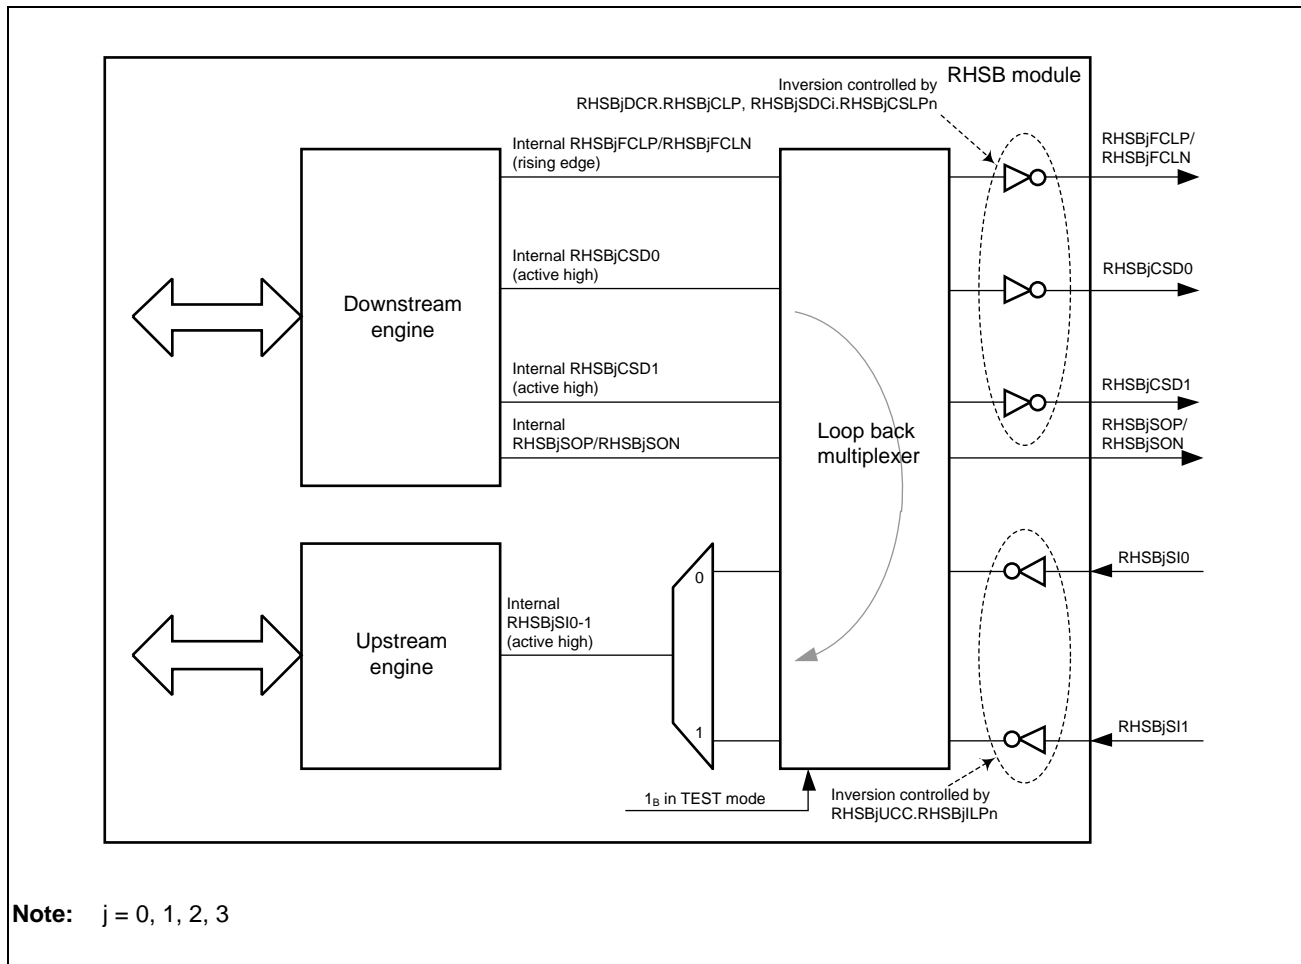 RHSB module
Inversion controlled by
RHSBjDCR.RHSBjCLP, RHSBjSDCi.RHSBjCSLPn
Internal RHSBjFCLP/RHSBjFCLN
(rising edge)
RHSBjFCLP/
RHSBjFCLN
Internal RHSBjCSD0
(active high)
RHSBjCSD0
Downstream
engine
Internal RHSBjCSD1
(active high)
RHSBjCSD1
Internal
RHSBjSOP/RHSBjSON
Loop back
multiplexer
RHSBjSOP/
RHSBjSON
0
RHSBjSI0
Internal
RHSBjSI0-1
(active high)
Upstream
engine
1
RHSBjSI1
1B in TEST mode
Inversion controlled by
RHSBjUCC.RHSBjILPn
Note: j = 0, 1, 2, 3